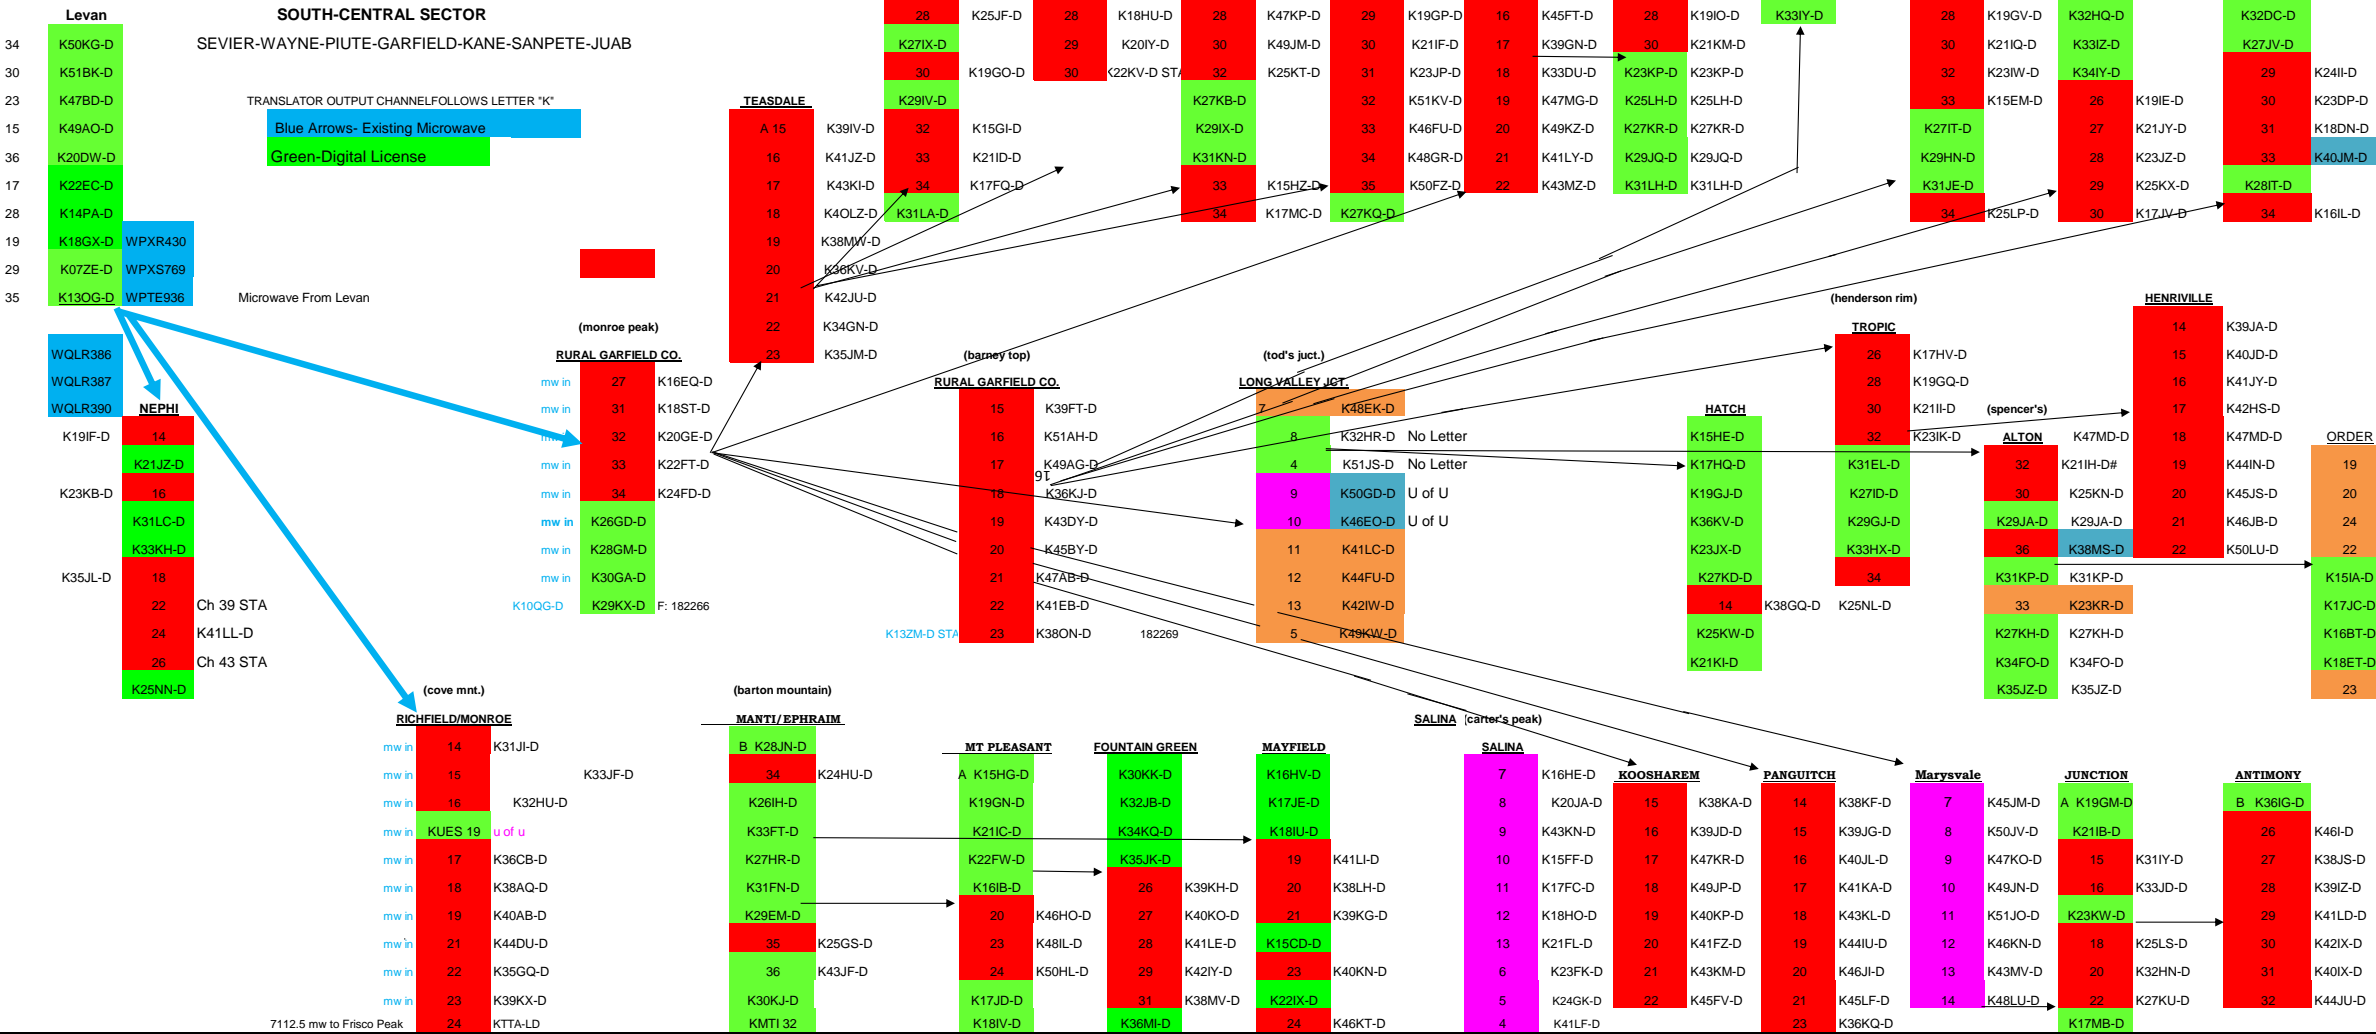 Levan SOUTH-CENTRAL SECTOR 28 K25JF-D 28 K18HU-D 28 K47KP-D 29 K19GP-D 16 K45FT-D 28 K19IO-D K33IY-D 28 K19GV-D K32HQ-D K32DC-D
34 K50KG-D SEVIER-WAYNE-PIUTE-GARFIELD-KANE-SANPETE-JUAB K27IX-D 29 K20IY-D 30 K49JM-D 30 K21IF-D 17 K39GN-D 30 K21KM-D 30 K21IQ-D K33IZ-D K27JV-D
30 K51BK-D 30 K19GO-D 30 K22KV-D STA 32 K25KT-D 31 K23JP-D 18 K33DU-D K23KP-D K23KP-D 32 K23IW-D K34IY-D 29 K24II-D
23 K47BD-D TRANSLATOR OUTPUT CHANNELFOLLOWS LETTER "K" TEASDALE K29IV-D K27KB-D 32 K51KV-D 19 K47MG-D K25LH-D K25LH-D 33 K15EM-D 26 K19IE-D 30 K23DP-D
15 K49AO-D Blue Arrows- Existing Microwave A 15 K39IV-D 32 K15GI-D K29IX-D 33 K46FU-D 20 K49KZ-D K27KR-D K27KR-D K27IT-D 27 K21JY-D 31 K18DN-D
36 K20DW-D Green-Digital License 16 K41JZ-D 33 K21ID-D K31KN-D 34 K48GR-D 21 K41LY-D K29JQ-D K29JQ-D K29HN-D 28 K23JZ-D 33 K40JM-D
17 K22EC-D 17 K43KI-D 34 K17FQ-D 33 K15HZ-D 35 K50FZ-D 22 K43MZ-D K31LH-D K31LH-D K31JE-D 29 K25KX-D K28IT-D
28 K14PA-D 18 K4OLZ-D K31LA-D 34 K17MC-D K27KQ-D 34 K25LP-D 30 K17JV-D 34 K16IL-D
19 K18GX-D WPXR430 19 K38MW-D
29 K07ZE-D WPXS769 20 K36KV-D
35 K13OG-D WPTE936 Microwave From Levan 21 K42JU-D (henderson rim) HENRIVILLE
(monroe peak) 22 K34GN-D TROPIC 14 K39JA-D
WQLR386 RURAL GARFIELD CO. 23 K35JM-D (barney top) (tod's juct.) 26 K17HV-D 15 K40JD-D
WQLR387 mw in 27 K16EQ-D RURAL GARFIELD CO. LONG VALLEY JCT. 28 K19GQ-D 16 K41JY-D
WQLR390 NEPHI mw in 31 K18ST-D 15 K39FT-D 7 K48EK-D HATCH 30 K21II-D (spencer's) 17 K42HS-D
K19IF-D 14 mw in 32 K20GE-D 16 K51AH-D 8 K32HR-D No Letter K15HE-D 32 K23IK-D ALTON K47MD-D 18 K47MD-D ORDER
K21JZ-D mw in 33 K22FT-D 17 K49AG-D 16 4 K51JS-D No Letter K17HQ-D K31EL-D 32 K21IH-D# 19 K44IN-D 19
K23KB-D 16 mw in 34 K24FD-D 18 K36KJ-D 9 K50GD-D U of U K19GJ-D K27ID-D 30 K25KN-D 20 K45JS-D 20
K31LC-D mw in K26GD-D 19 K43DY-D 10 K46EO-D U of U K36KV-D K29GJ-D K29JA-D K29JA-D 21 K46JB-D 24
K33KH-D mw in K28GM-D 20 K45BY-D 11 K41LC-D K23JX-D K33HX-D 36 K38MS-D 22 K50LU-D 22
K35JL-D 18 mw in K30GA-D 21 K47AB-D 12 K44FU-D K27KD-D 34 K31KP-D K31KP-D K15IA-D
22 Ch 39 STA K10QG-D K29KX-D F: 182266 22 K41EB-D 13 K42IW-D 14 K38GQ-D K25NL-D 33 K23KR-D K17JC-D
24 K41LL-D K13ZM-D STA 23 K38ON-D 182269 5 K49KW-D K25KW-D K27KH-D K27KH-D K16BT-D
26 Ch 43 STA K21KI-D K34FO-D K34FO-D K18ET-D
K25NN-D (cove mnt.) (barton mountain) K35JZ-D K35JZ-D 23
RICHFIELD/MONROE MANTI/EPHRAIM SALINA (carter's peak)
mw in 14 K31JI-D B K28JN-D MT PLEASANT FOUNTAIN GREEN MAYFIELD SALINA
mw in 15 K33JF-D 34 K24HU-D A K15HG-D K30KK-D K16HV-D 7 K16HE-D KOOSHAREM PANGUITCH Marysvale JUNCTION ANTIMONY
mw in 16 K32HU-D K26IH-D K19GN-D K32JB-D K17JE-D 8 K20JA-D 15 K38KA-D 14 K38KF-D 7 K45JM-D A K19GM-D B K36IG-D
mw in KUES 19 u of u K33FT-D K21IC-D K34KQ-D K18IU-D 9 K43KN-D 16 K39JD-D 15 K39JG-D 8 K50JV-D K21IB-D 26 K46I-D
mw in 17 K36CB-D K27HR-D K22FW-D K35JK-D 19 K41LI-D 10 K15FF-D 17 K47KR-D 16 K40JL-D 9 K47KO-D 15 K31IY-D 27 K38JS-D
mw in 18 K38AQ-D K31FN-D K16IB-D 26 K39KH-D 20 K38LH-D 11 K17FC-D 18 K49JP-D 17 K41KA-D 10 K49JN-D 16 K33JD-D 28 K39IZ-D
mw in 19 K40AB-D K29EM-D 20 K46HO-D 27 K40KO-D 21 K39KG-D 12 K18HO-D 19 K40KP-D 18 K43KL-D 11 K51JO-D K23KW-D 29 K41LD-D
mw in 21 K44DU-D 35 K25GS-D 23 K48IL-D 28 K41LE-D K15CD-D 13 K21FL-D 20 K41FZ-D 19 K44IU-D 12 K46KN-D 18 K25LS-D 30 K42IX-D
mw in 22 K35GQ-D 36 K43JF-D 24 K50HL-D 29 K42IY-D 23 K40KN-D 6 K23FK-D 21 K43KM-D 20 K46JI-D 13 K43MV-D 20 K32HN-D 31 K40IX-D
mw in 23 K39KX-D K30KJ-D K17JD-D 31 K38MV-D K22IX-D 5 K24GK-D 22 K45FV-D 21 K45LF-D 14 K48LU-D 22 K27KU-D 32 K44JU-D
7112.5 mw to Frisco Peak 24 KTTA-LD KMTI 32 K18IV-D K36MI-D 24 K46KT-D 4 K41LF-D 23 K36KQ-D K17MB-D